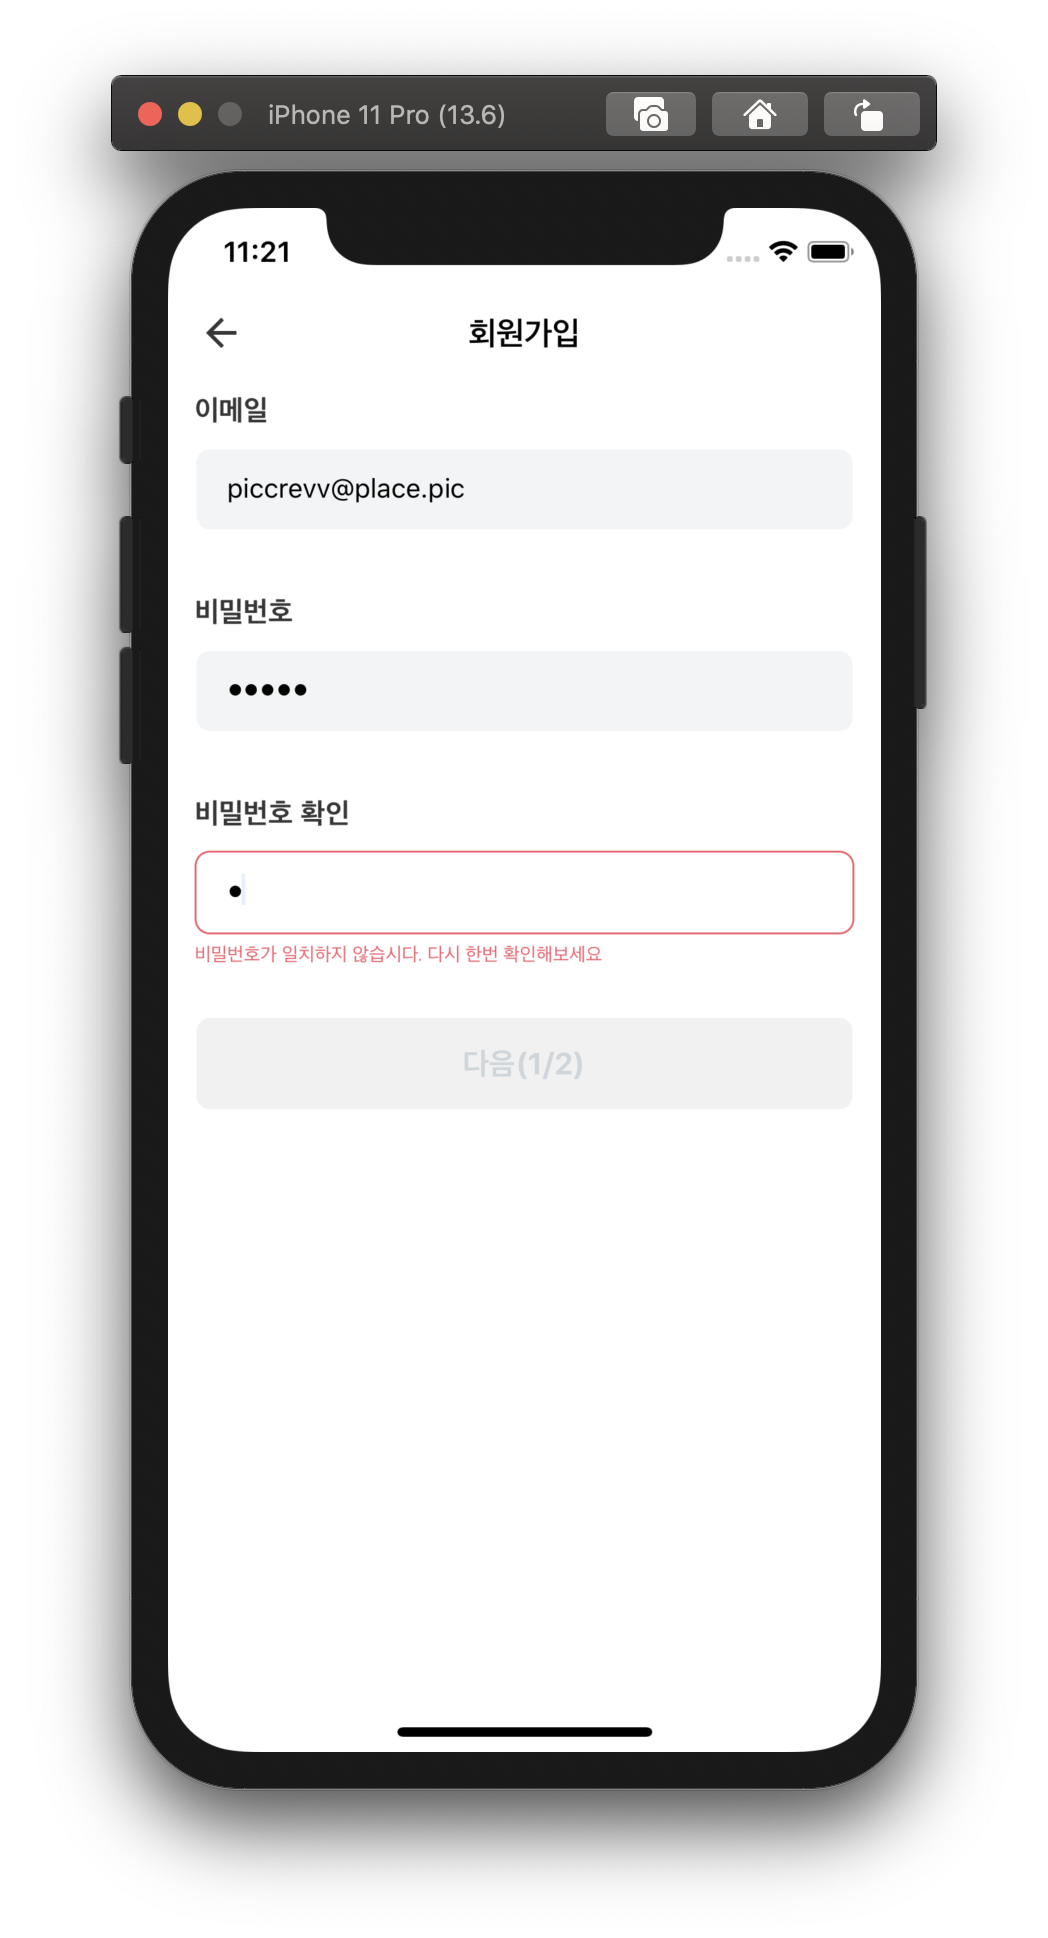 iPhone 11 Pro (13.6)
11:21
회원가입
이메일
piccrevv@place.pic
비밀번호
•••••
비밀번호 확인
•
비밀번호가 일치하지 않습시다. 다시 한번 확인해보세요
다음(1/2)